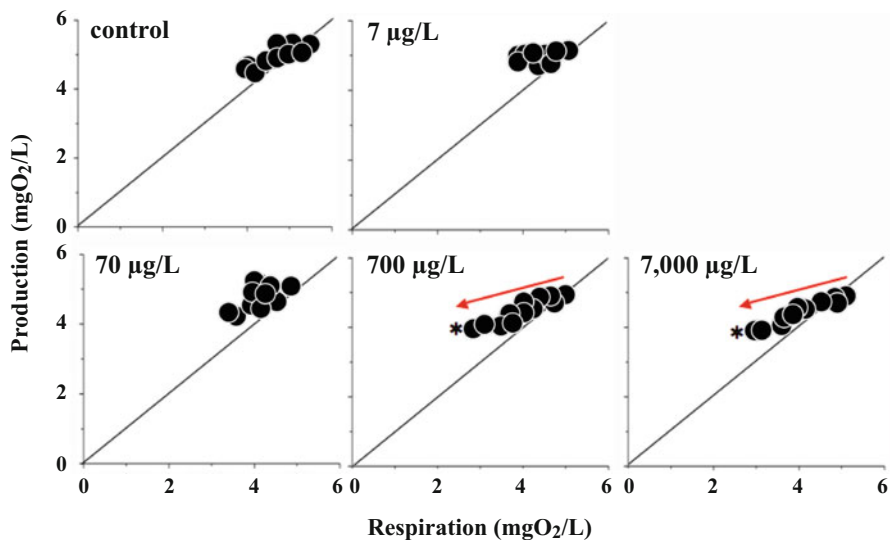 Production (mgO₂/L)
control
6
4
2
0
7 μg/L
70 μg/L
6
4
2
0
0 2 4 6
700 μg/L
*
0 2 4 6
7,000 μg/L
*
0 2 4 6
Respiration (mgO₂/L)